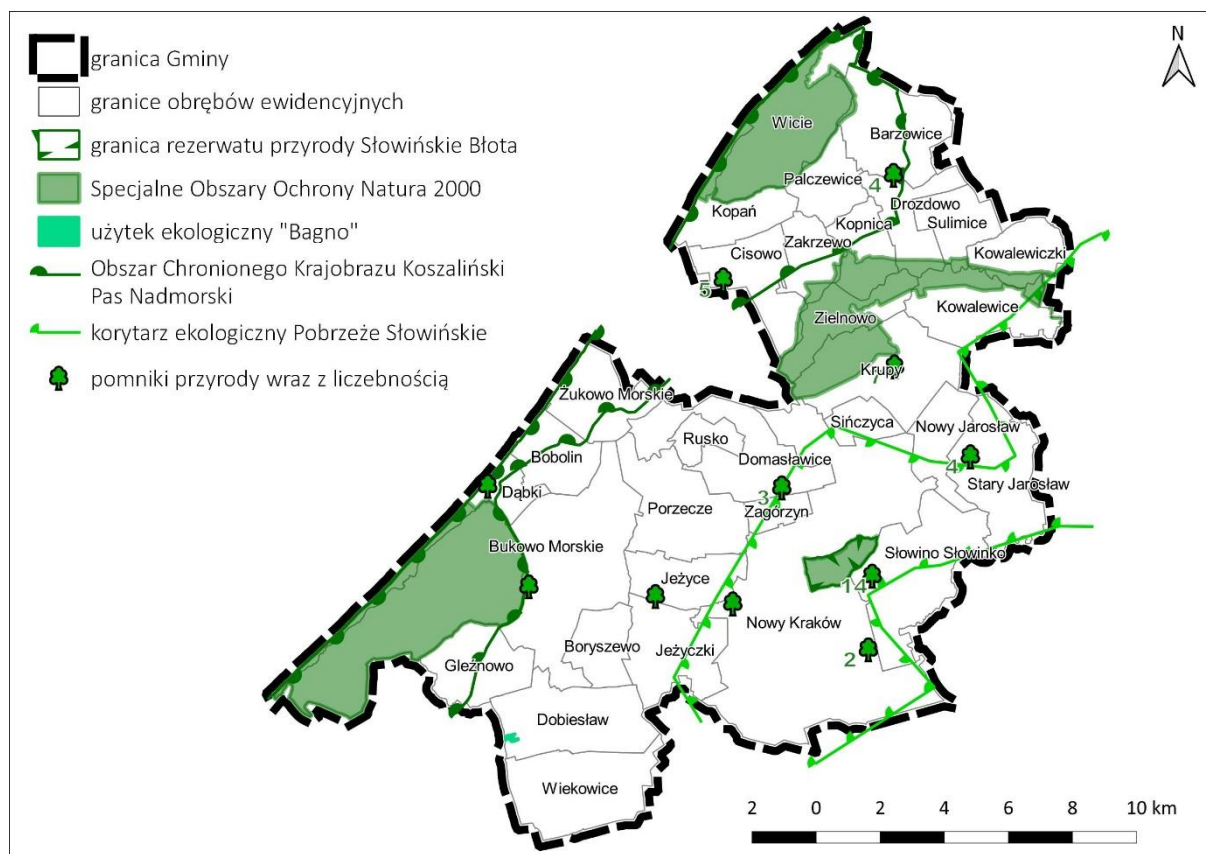 granica Gminy
granice obrębów ewidencyjnych
granica rezerwatu przyrody Słowińskie Błota
Specjalne Obszary Ochrony Natura 2000
użytek ekologiczny "Bagno"
Obszar Chronionego Krajobrazu Koszaliński
Pas Nadmorski
korytarz ekologiczny Pobrzeże Słowińskie
pomniki przyrody wraz z liczebnością
N
Wicie
Barzowice
Palczewice
4
Kopań
Drozdowo
Kopnica
Sulimice
Cisowo
Zakrzewo
Kowalewiczki
5
Kowalewice
Zielnowo
Krupy
Żukowo Morskie
Sińczyca
Nowy Jarosław
Rusko
Bobolin
Domasławice
4
Stary Jarosław
Dąbki
3
Porzecze
Zagórzyn
Bukowo Morskie
Słowino Słowinko
Jeżyce
14
Nowy Kraków
Boryszewo
Jeżyczki
2
Gleźnowo
Dobiesław
Wiekowice
2 0 2 4 6 8 10 km